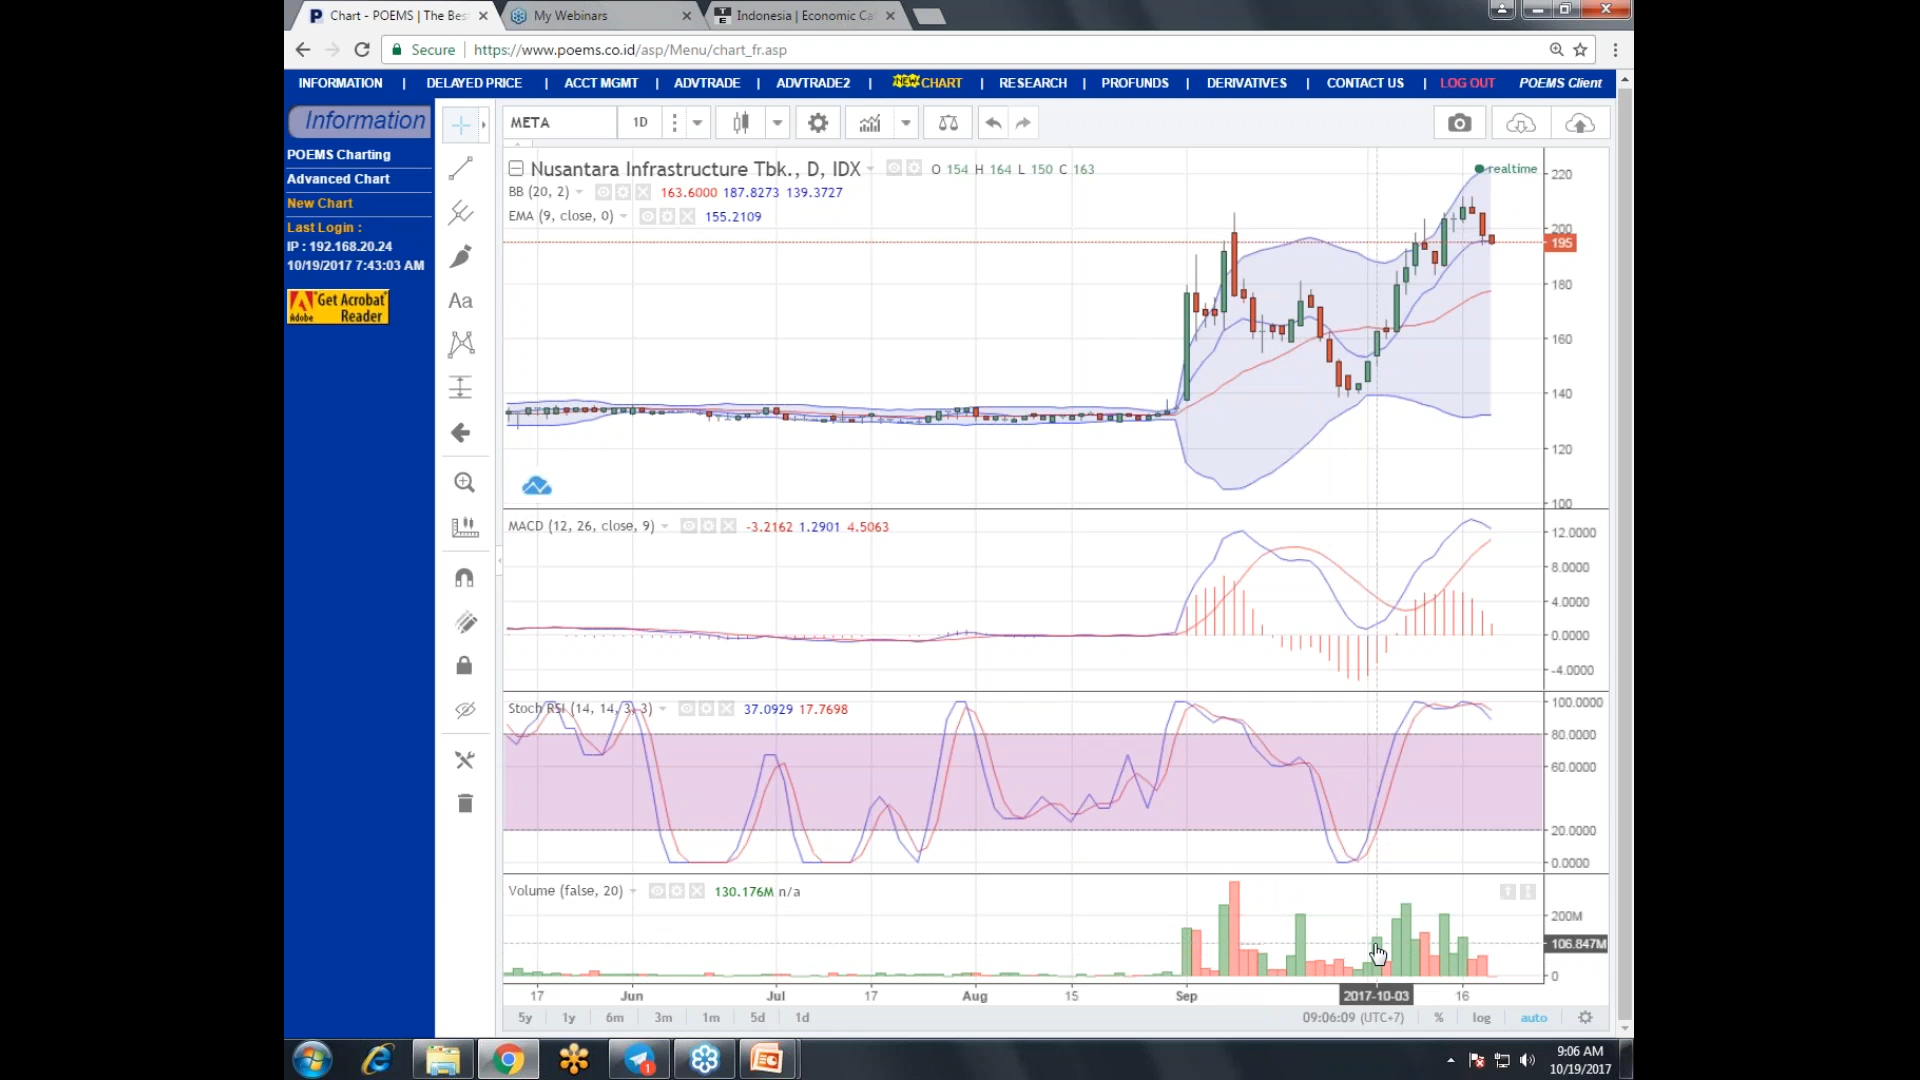 Chart - POEMS | The Bes
My Webinars
Indonesia | Economic Ca
Secure
https://www.poems.co.id/asp/Menu/chart_fr.asp
INFORMATION | DELAYED PRICE | ACCT MGMT | ADVTRADE | ADVTRADE2 | NEW CHART | RESEARCH | PROFUNDS | DERIVATIVES | CONTACT US | LOG OUT POEMS Client
Information
POEMS Charting
Advanced Chart
New Chart
Last Login :
IP : 192.168.20.24
10/19/2017 7:43:03 AM
Get Acrobat
Adobe Reader
Aa
META 1D
Nusantara Infrastructure Tbk., D, IDX O 154 H 164 L 150 C 163
realtime
BB (20, 2) 163.6000 187.8273 139.3727
EMA (9, close, 0) 155.2109
220
200
195
180
160
140
120
100
MACD (12, 26, close, 9) -3.2162 1.2901 4.5063
12.0000
8.0000
4.0000
0.0000
-4.0000
Stoch RSI (14, 14, 3, 3) 37.0929 17.7698
100.0000
80.0000
60.0000
20.0000
0.0000
Volume (false, 20) 130.176M n/a
200M
106.847M
0
17 Jun Jul 17 Aug 15 Sep 2017-10-03 16
5y 1y 6m 3m 1m 5d 1d 09:06:09 (UTC+7) % log auto
1
9:06 AM
10/19/2017